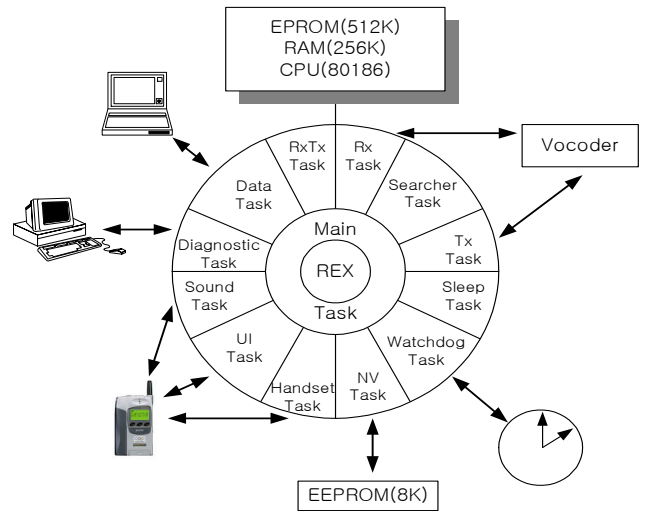 EPROM(512K)
RAM(256K)
CPU(80186)
RxTx
Task
Rx
Task
Vocoder
Data
Task
Searcher
Task
Main
Tx
Task
Diagnostic
Task
REX
Sound
Task
Sleep
Task
Task
UI
Task
Watchdog
Task
Handset
Task
NV
Task
EEPROM(8K)